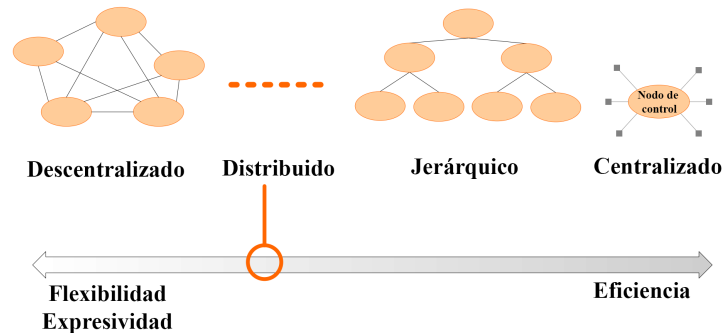 Nodo de
control
Descentralizado
Distribuido
Jerárquico
Centralizado
Flexibilidad
Expresividad
Eficiencia